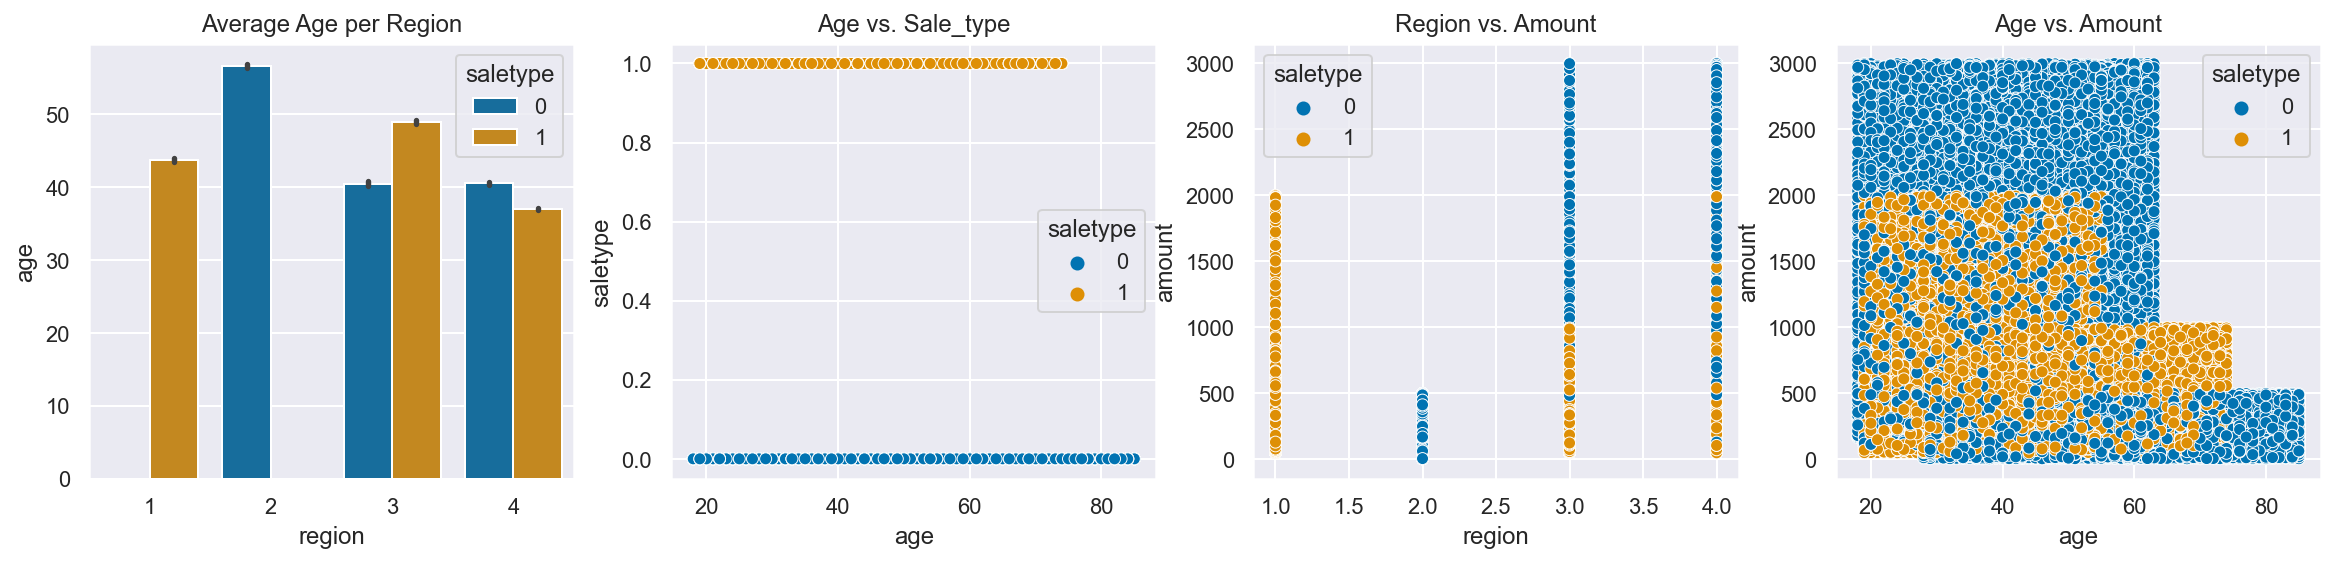 Average Age per Region
saletype
0
1
50
40
30
20
10
0
age
1 2 3 4
region
Age vs. Sale_type
1.0
0.8
0.6
0.4
0.2
0.0
saletype
saletype
0
1
20 40 60 80
age
Region vs. Amount
saletype
0
1
3000
2500
2000
1500
1000
500
0
amount
1.0 1.5 2.0 2.5 3.0 3.5 4.0
region
Age vs. Amount
saletype
0
1
3000
2500
2000
1500
1000
500
0
amount
20 40 60 80
age